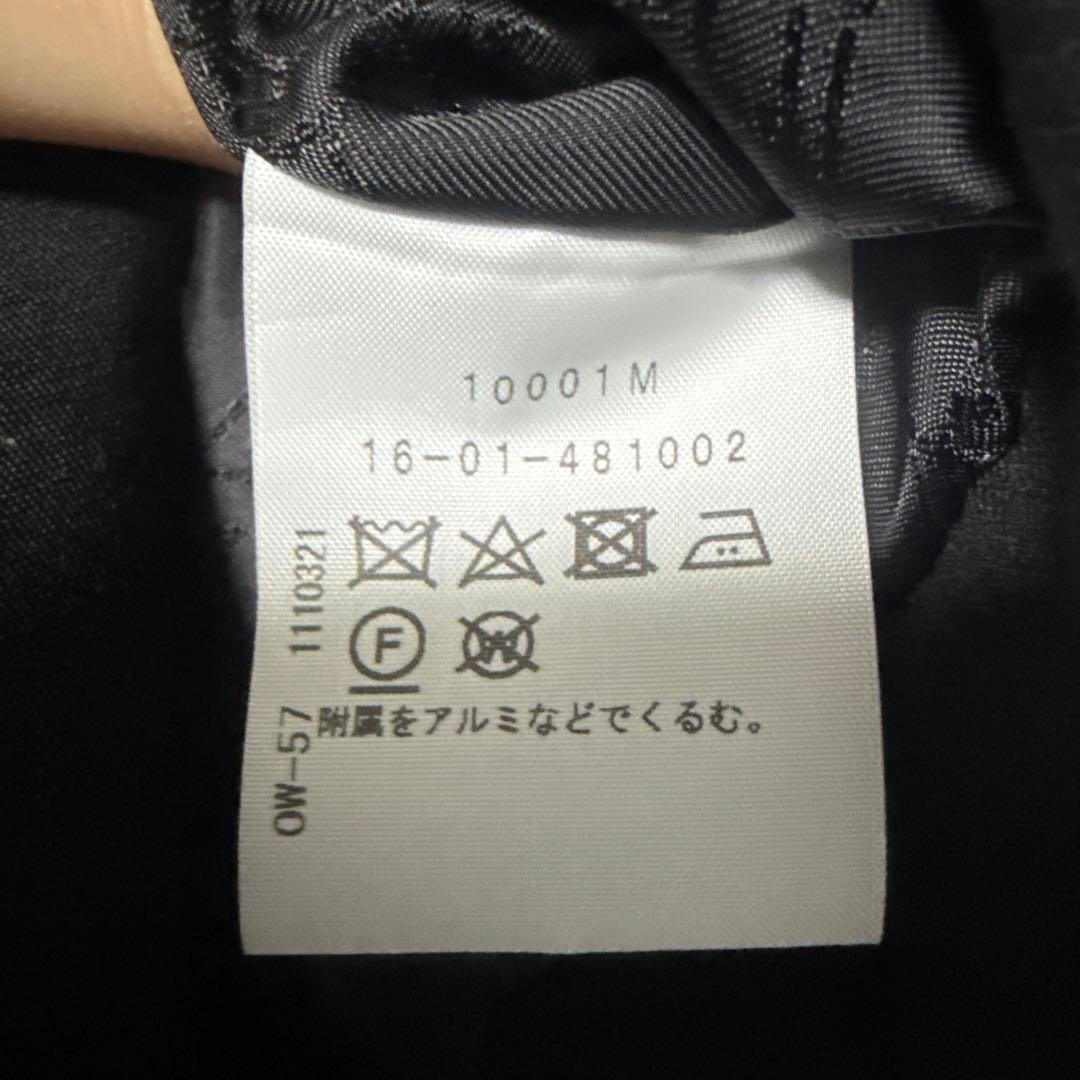 10001M
16-01-481002
1110321
F
W
附属をアルミなどでくるむ。
OW-57